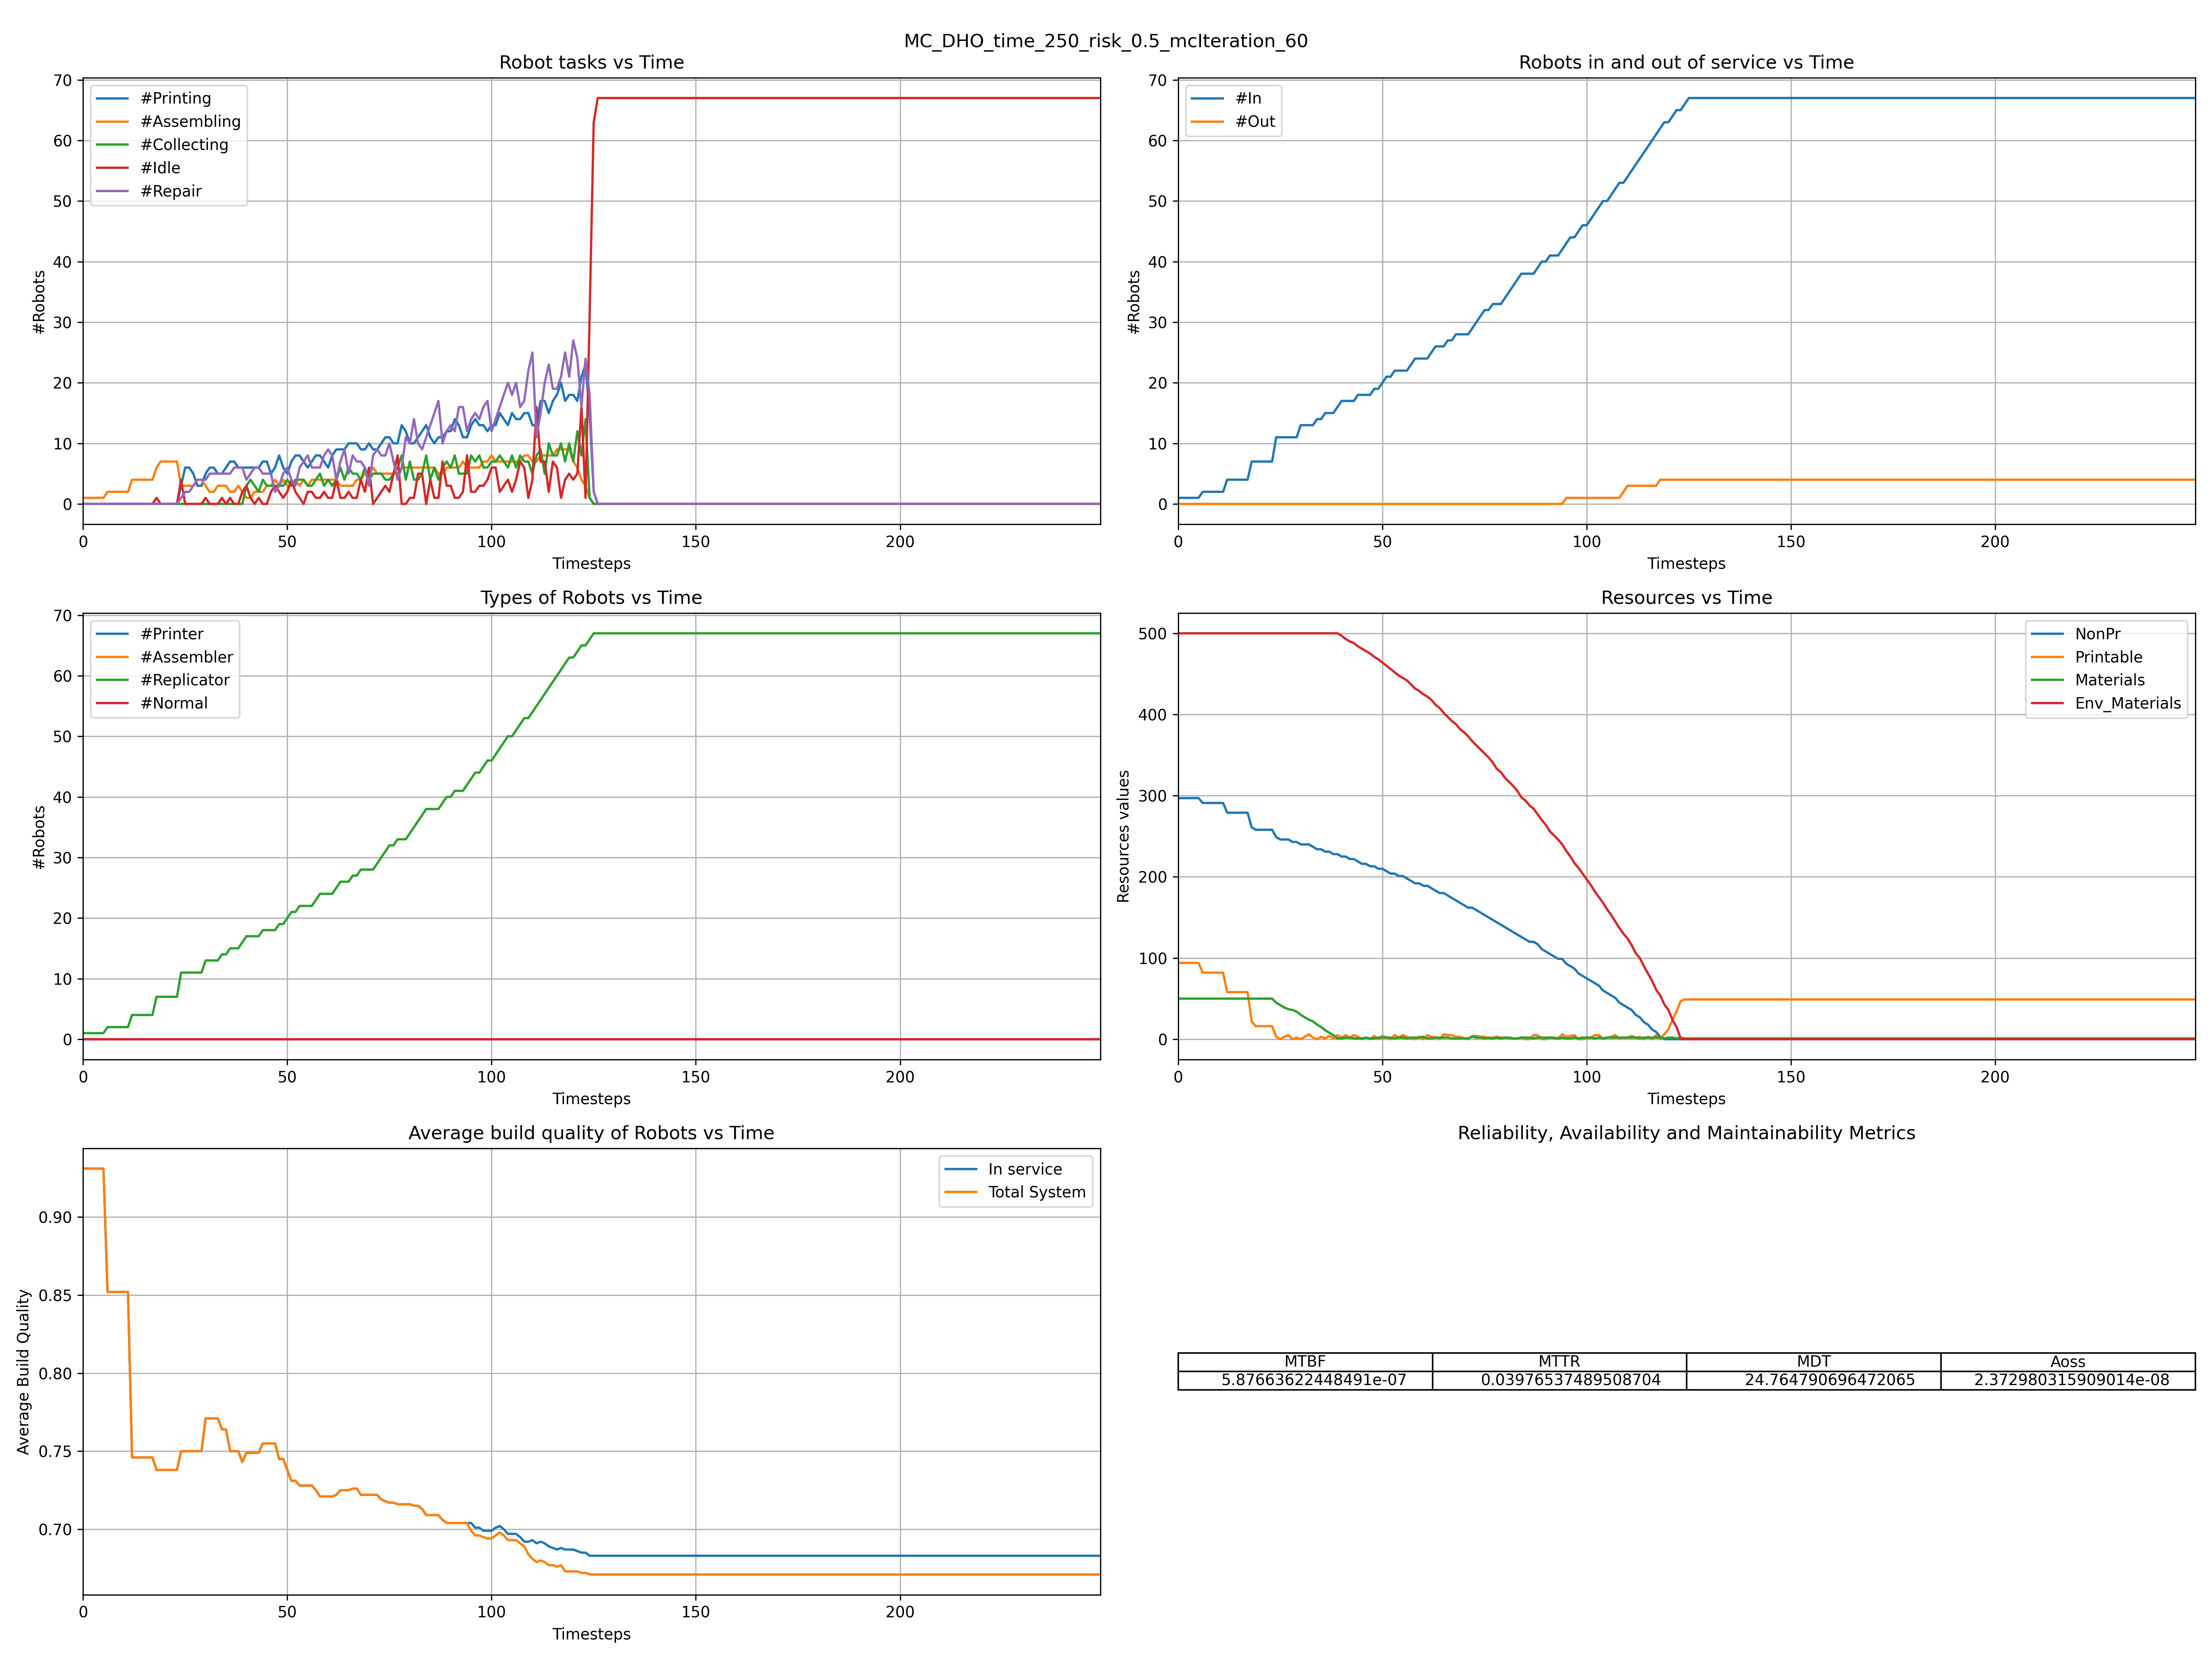 MC_DHO_time_250_risk_0.5_mcIteration_60
Robot tasks vs Time
70
60
50
40
30
20
10
0
#Robots
#Printing
#Assembling
#Collecting
#Idle
#Repair
0 50 100 150 200
Timesteps
Robots in and out of service vs Time
70
60
50
40
30
20
10
0
#Robots
#In
#Out
0 50 100 150 200
Timesteps
Types of Robots vs Time
70
60
50
40
30
20
10
0
#Robots
#Printer
#Assembler
#Replicator
#Normal
0 50 100 150 200
Timesteps
Resources vs Time
500
400
300
200
100
0
Resources values
NonPr
Printable
Materials
Env_Materials
0 50 100 150 200
Timesteps
Average build quality of Robots vs Time
0.90
0.85
0.80
0.75
0.70
Average Build Quality
In service
Total System
0 50 100 150 200
Timesteps
Reliability, Availability and Maintainability Metrics
MTBF MTTR MDT Aoss
5.87663622448491e-07 0.03976537489508704 24.764790696472065 2.372980315909014e-08